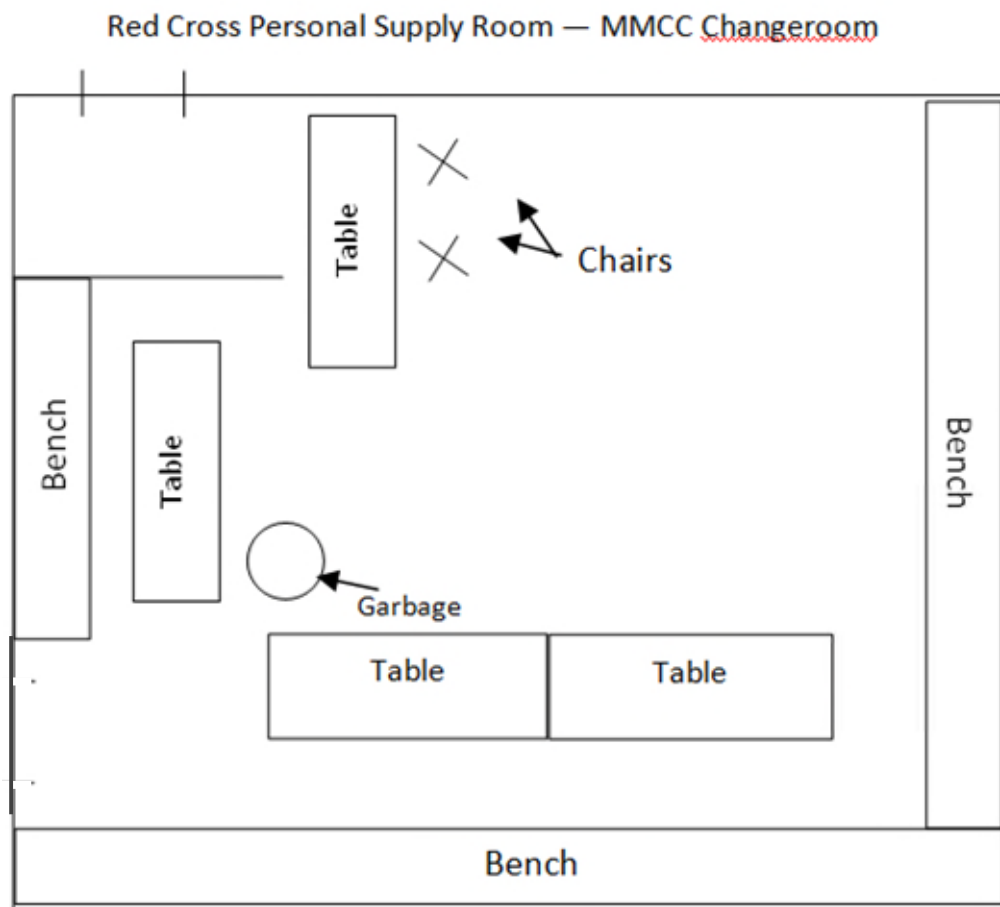 Red Cross Personal Supply Room — MMCC Changeroom
Table
Chairs
Bench
Table
Bench
Garbage
Table
Table
Bench